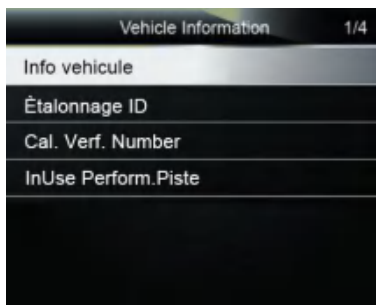 Vehicle Information 1/4
Info vehicule
Ètalonnage ID
Cal. Verf. Number
InUse Perform.Piste